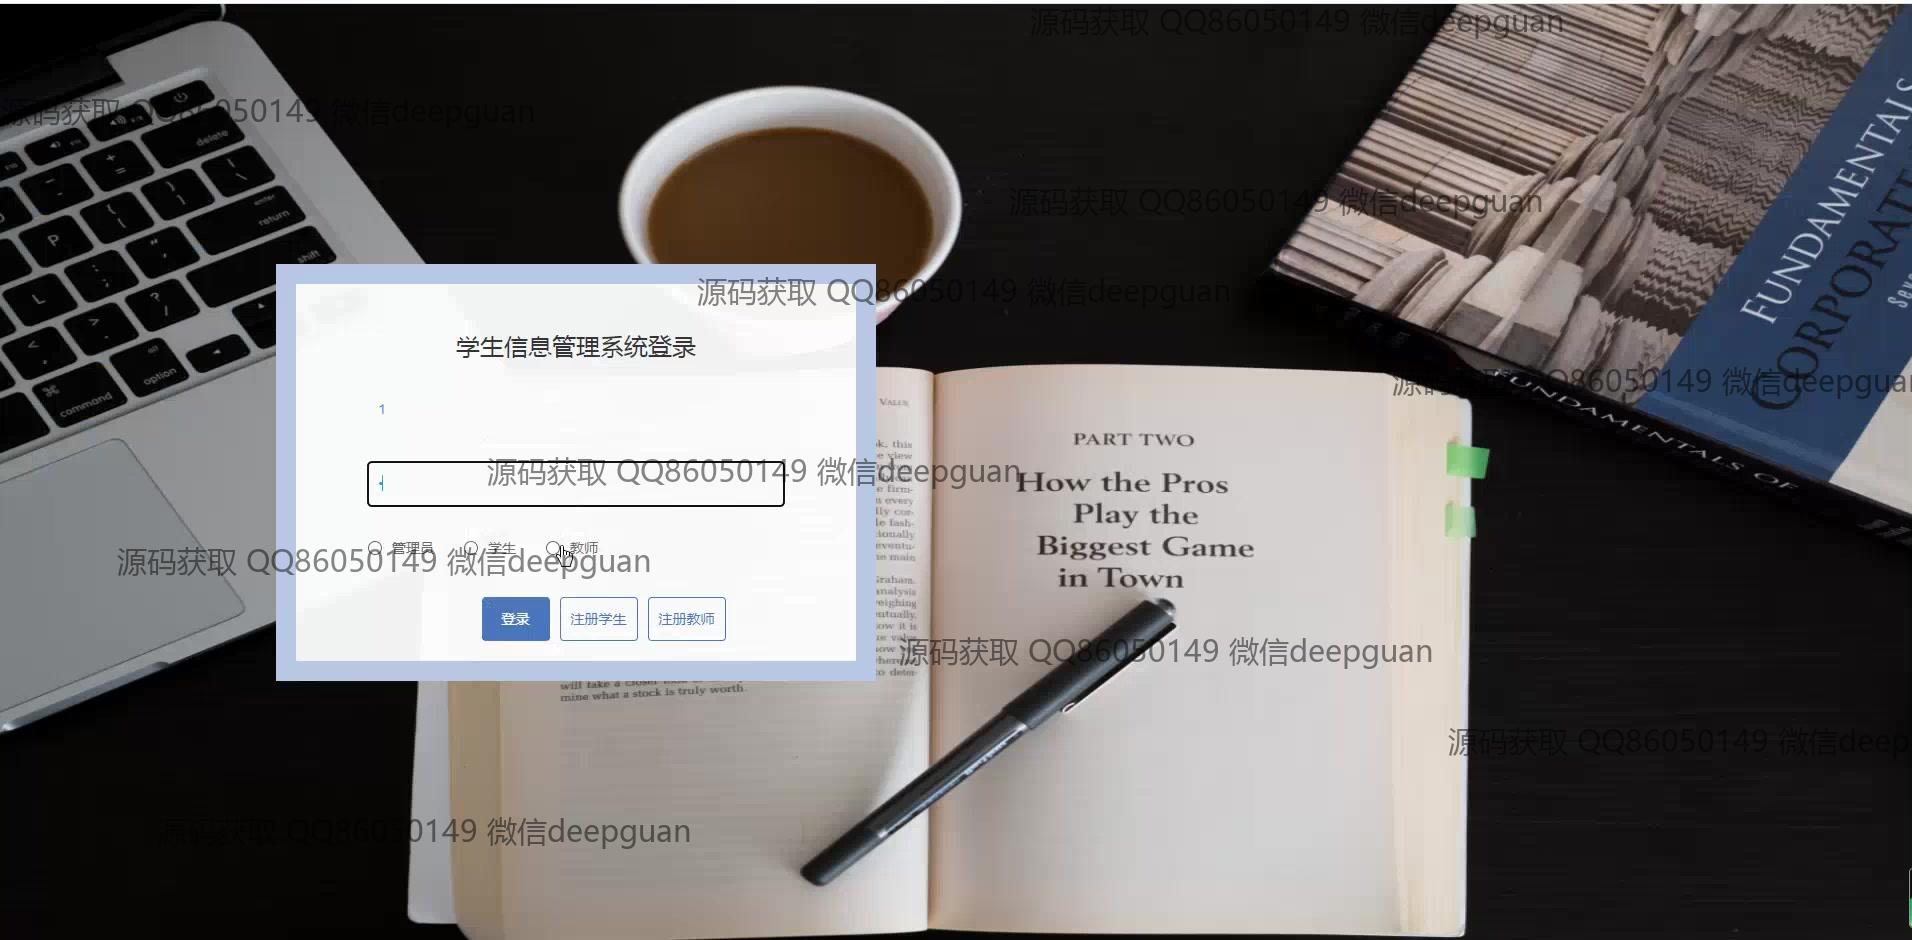 源码获取 QQ86050149 微信deepguan
源码获取 QQ86050149 微信deepguan
delete
enter
return
shift
源码获取 QQ86050149 微信deepguan
FUNDAMENTALS
CORPORATE
源码获取 QQ86050149 微信deepguan
学生信息管理系统登录
源码获取 QQ86050149 微信deepguan
FUNDAMENTALS OF
alt
option
command
1
VALUE
PART TWO
源码获取 QQ86050149 微信deepguan
How the Pros
Play the
Biggest Game
in Town
管理员
学生
教师
源码获取 QQ86050149 微信deepguan
登录
注册学生
注册教师
源码获取 QQ86050149 微信deepguan
will take a closer
mine what a stock is truly worth.
源码获取 QQ86050149 微信deep
源码获取 QQ86050149 微信deepguan